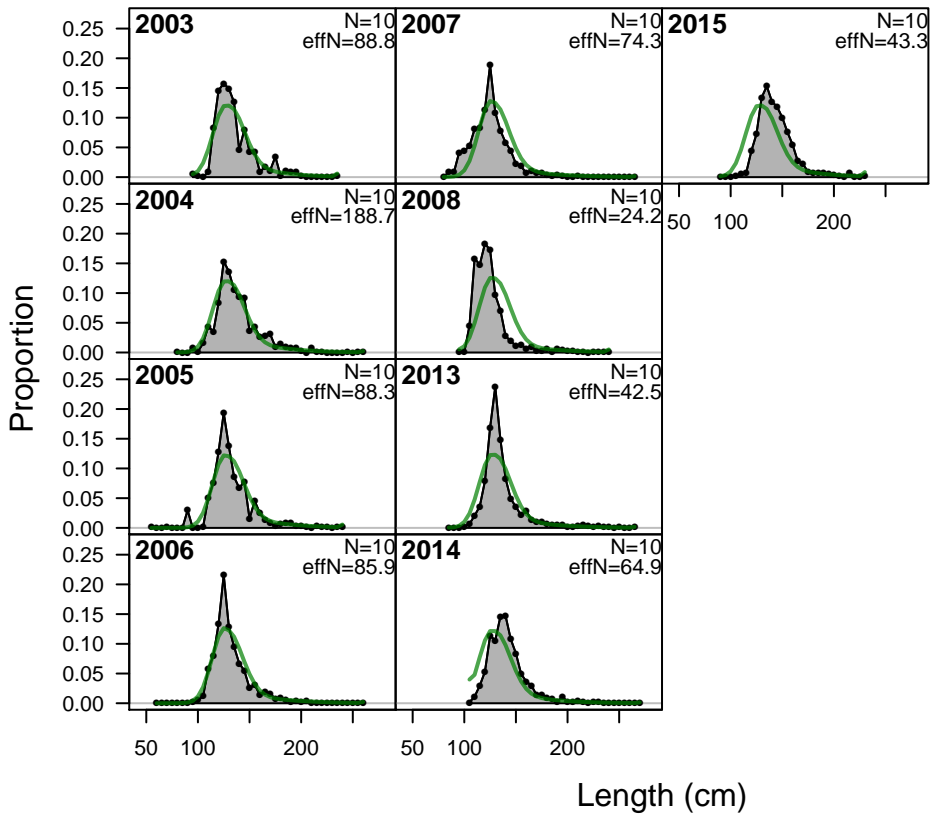 2003
N=10
effN=88.8
2007
N=10
effN=74.3
2015
N=10
effN=43.3
0.25
0.20
0.15
0.10
0.05
0.00
2004
N=10
effN=188.7
2008
N=10
effN=24.2
50
100
200
0.25
0.20
0.15
0.10
0.05
0.00
2005
N=10
effN=88.3
2013
N=10
effN=42.5
0.25
0.20
0.15
0.10
0.05
0.00
2006
N=10
effN=85.9
2014
N=10
effN=64.9
0.25
0.20
0.15
0.10
0.05
0.00
50
100
200
50
100
200
Proportion
Length (cm)